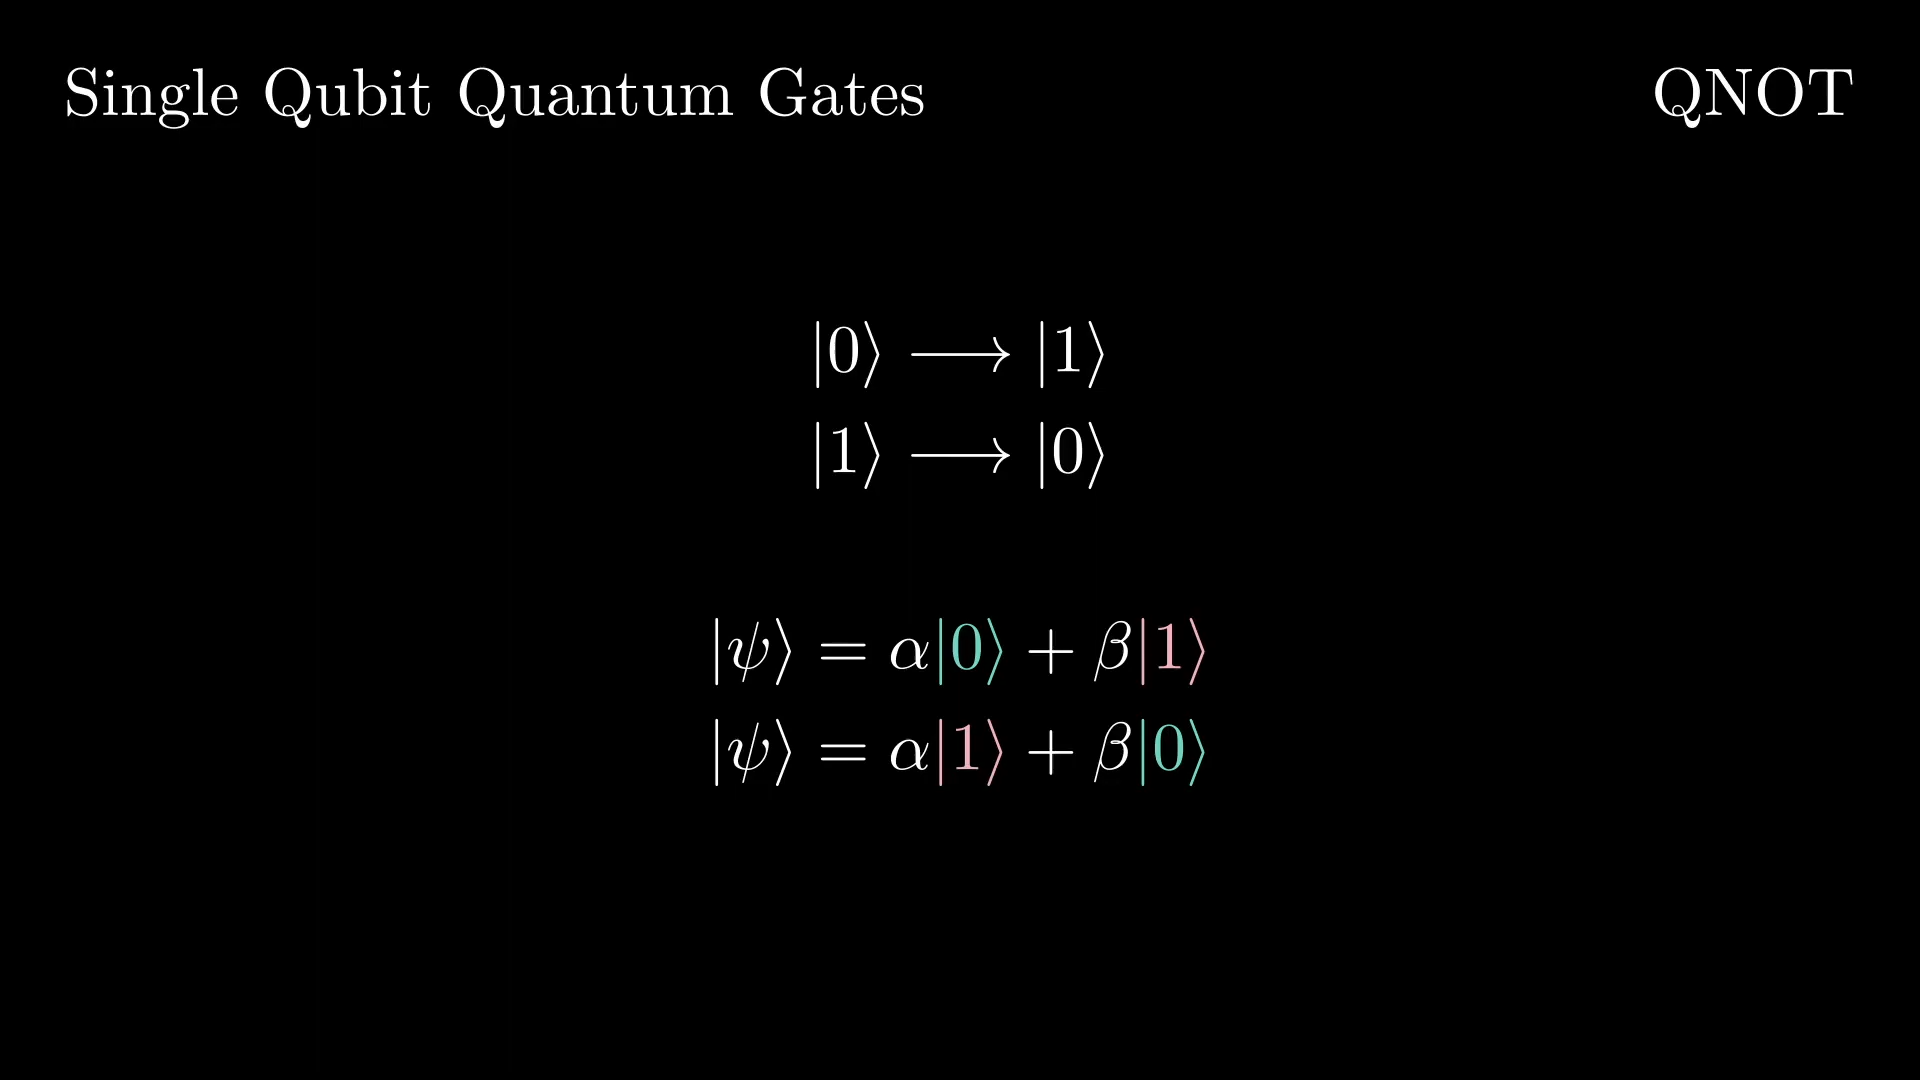 Single Qubit Quantum Gates
QNOT
|0⟩ ⟶ |1⟩
|1⟩ ⟶ |0⟩
|ψ⟩ = α|0⟩ + β|1⟩
|ψ⟩ = α|1⟩ + β|0⟩